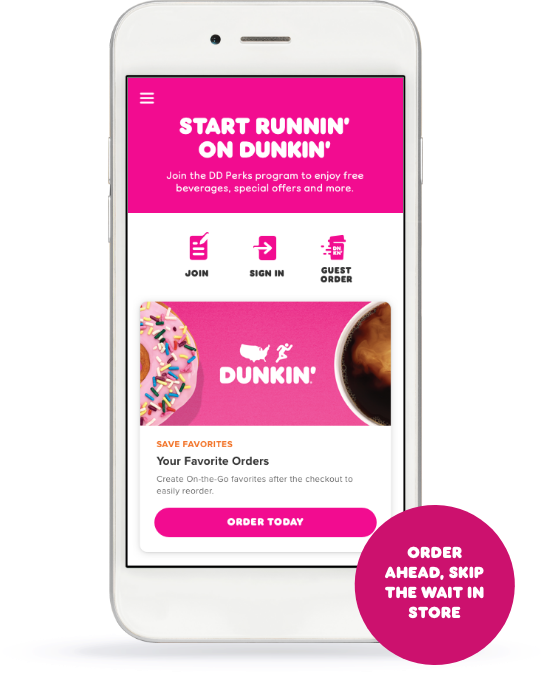 START RUNNIN'
ON DUNKIN'
Join the DD Perks program to enjoy free
beverages, special offers and more.
JOIN
SIGN IN
GUEST
ORDER
DN
KN'
DUNKIN'
SAVE FAVORITES
Your Favorite Orders
Create On-the-Go favorites after the checkout to
easily reorder.
ORDER TODAY
ORDER
AHEAD, SKIP
THE WAIT IN
STORE